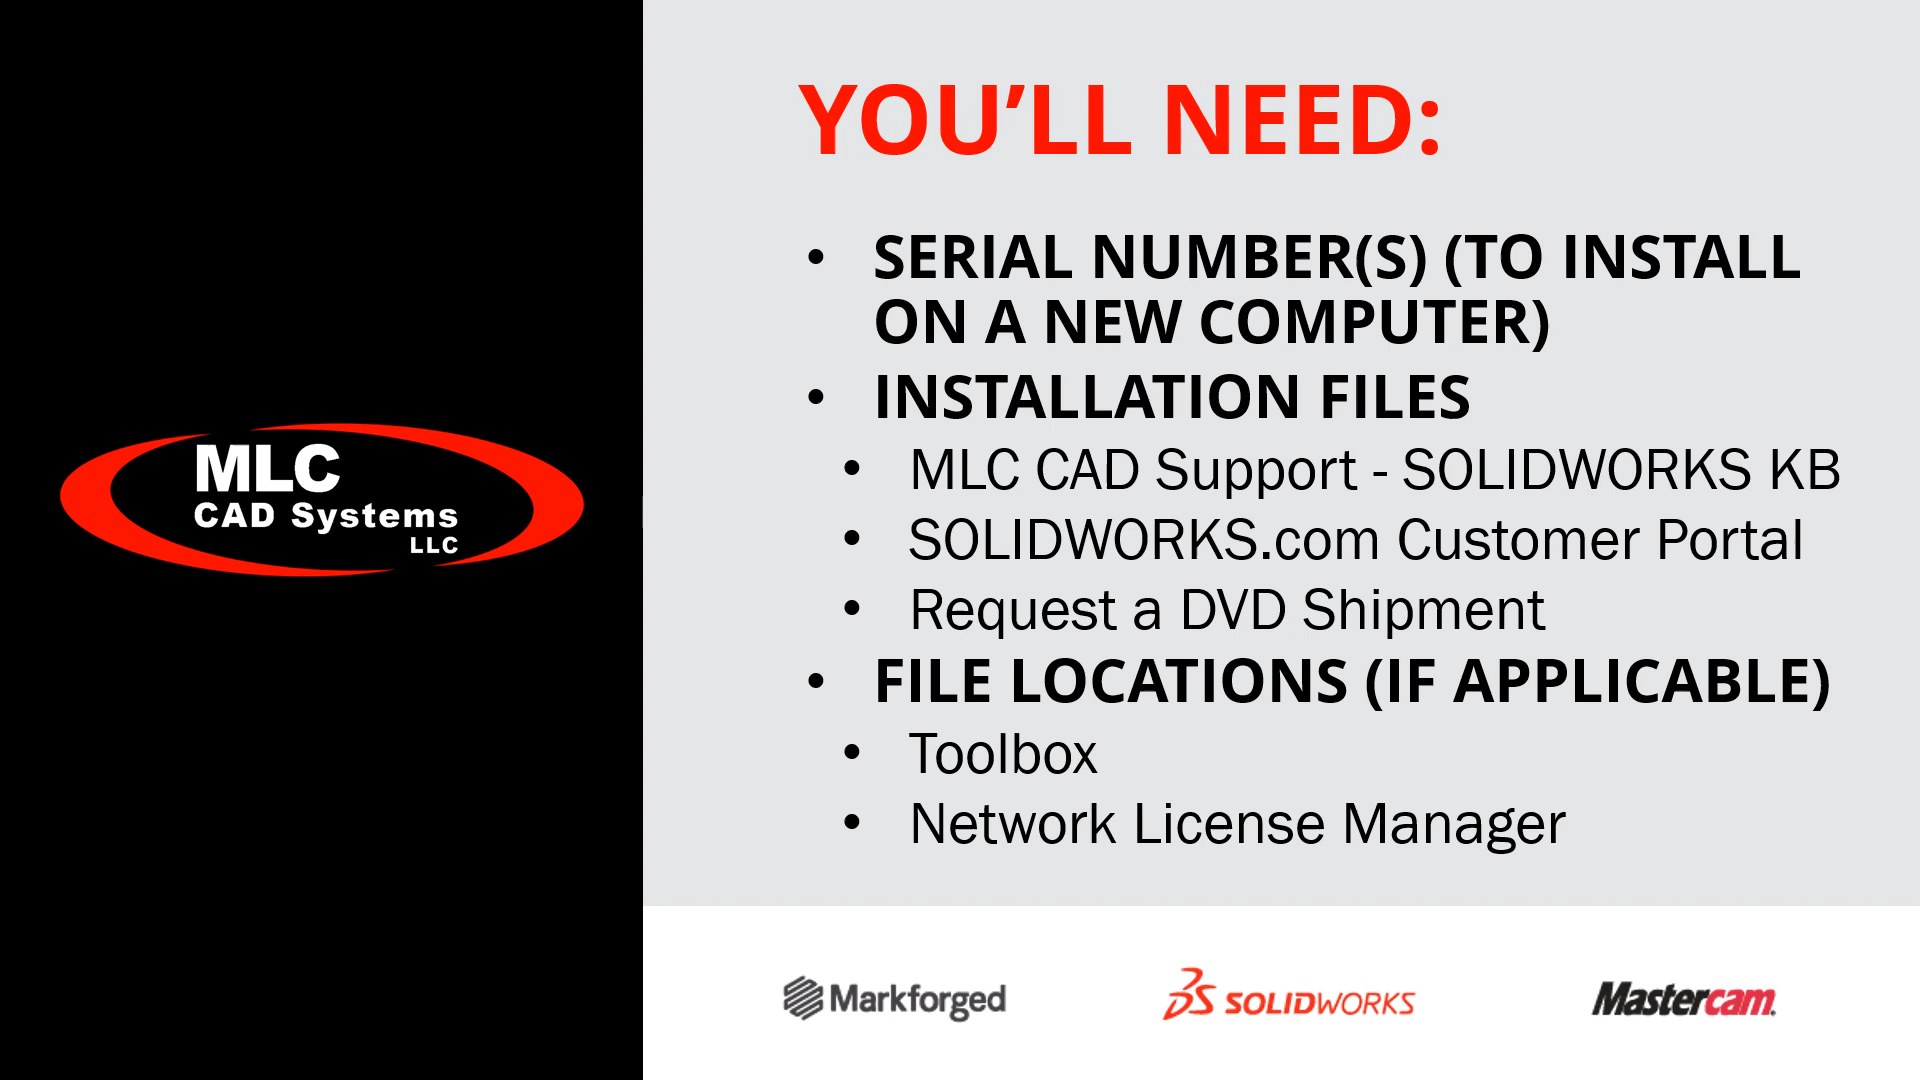 MLC
CAD Systems
LLC
YOU’LL NEED:
• SERIAL NUMBER(S) (TO INSTALL
ON A NEW COMPUTER)
• INSTALLATION FILES
• MLC CAD Support - SOLIDWORKS KB
• SOLIDWORKS.com Customer Portal
• Request a DVD Shipment
• FILE LOCATIONS (IF APPLICABLE)
• Toolbox
• Network License Manager
Markforged
SOLIDWORKS
Mastercam